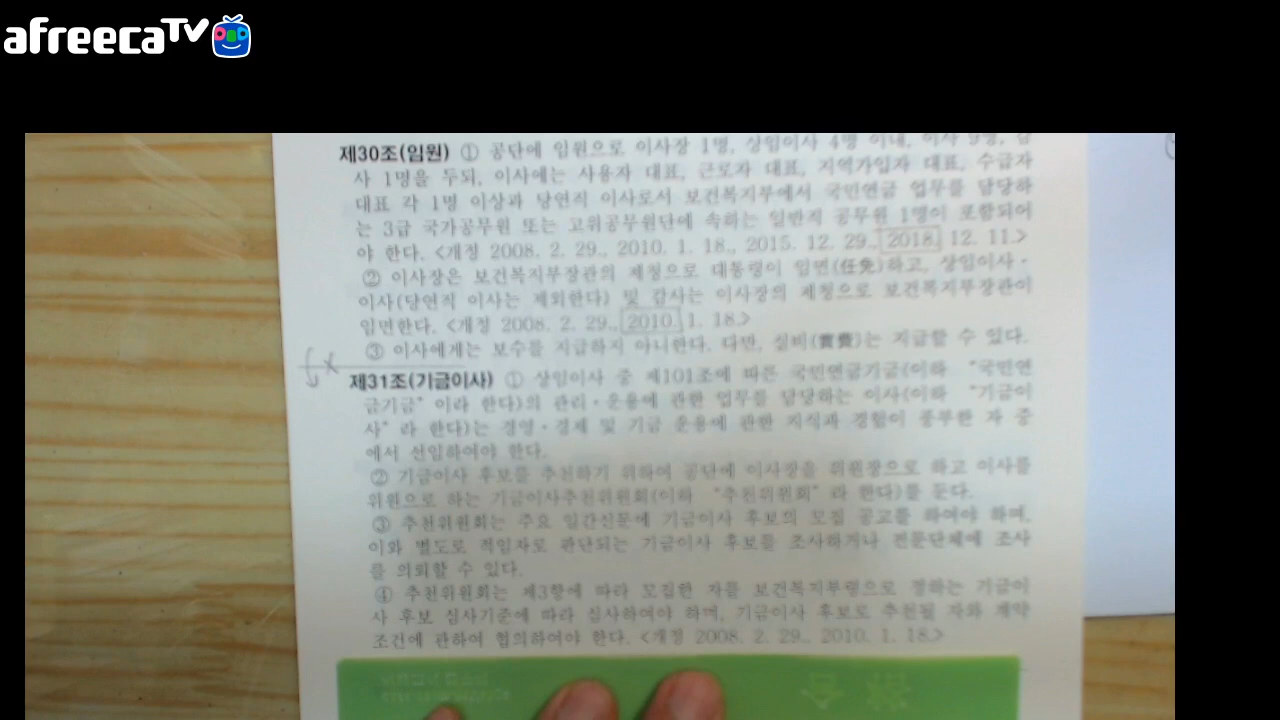 afreecaTV
제30조(임원) ① 공단에 임원으로 이사장 1명, 상임이사 4명 이내, 이사 9명, 감
사 1명을 두되, 이사에는 사용자 대표, 근로자 대표, 지역가입자 대표, 수급자
대표 각 1명 이상과 당연직 이사로서 보건복지부에서 국민연금 업무를 담당하
는 3급 국가공무원 또는 고위공무원단에 속하는 일반직 공무원 1명이 포함되어
야 한다. <개정 2008. 2. 29., 2010. 1. 18., 2015. 12. 29., 2018. 12. 11.>
② 이사장은 보건복지부장관의 제청으로 대통령이 임면(任免)하고, 상임이사·
이사(당연직 이사는 제외한다) 및 감사는 이사장의 제청으로 보건복지부장관이
임면한다. <개정 2008. 2. 29., 2010. 1. 18.>
③ 이사에게는 보수를 지급하지 아니한다. 다만, 실비(實費)는 지급할 수 있다.
제31조(기금이사) ① 상임이사 중 제101조에 따른 국민연금기금(이하 "국민연
금기금"이라 한다)의 관리·운용에 관한 업무를 담당하는 이사(이하 "기금이
사"라 한다)는 경영·경제 및 기금 운용에 관한 지식과 경험이 풍부한 자 중
에서 선임하여야 한다.
② 기금이사 후보를 추천하기 위하여 공단에 이사장을 위원장으로 하고 이사를
위원으로 하는 기금이사추천위원회(이하 "추천위원회"라 한다)를 둔다.
③ 추천위원회는 주요 일간신문에 기금이사 후보의 모집 공고를 하여야 하며,
이와 별도로 적임자로 판단되는 기금이사 후보를 조사하거나 전문단체에 조사
를 의뢰할 수 있다.
④ 추천위원회는 제3항에 따라 모집한 자를 보건복지부령으로 정하는 기금이
사 후보 심사기준에 따라 심사하여야 하며, 기금이사 후보로 추천될 자와 계약
조건에 관하여 협의하여야 한다. <개정 2008. 2. 29., 2010. 1. 18.>